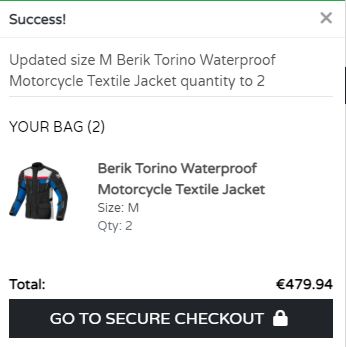 Success!
×
Updated size M Berik Torino Waterproof
Motorcycle Textile Jacket quantity to 2
YOUR BAG (2)
Berik Torino Waterproof
Motorcycle Textile Jacket
Size: M
Qty: 2
Total: €479.94
GO TO SECURE CHECKOUT